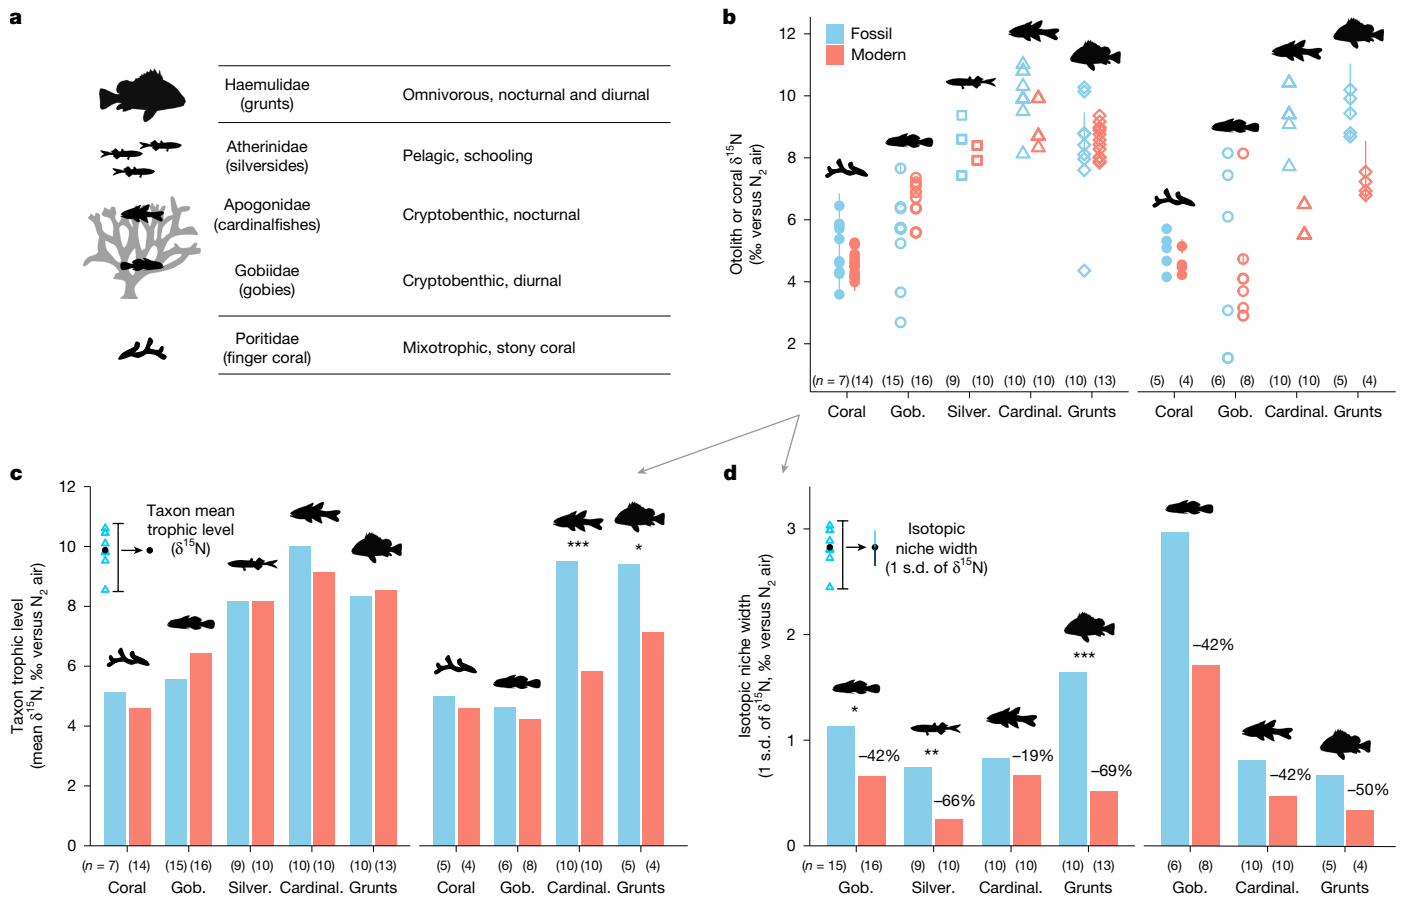 a
Haemulidae
(grunts)
Omnivorous, nocturnal and diurnal
Atherinidae
(silversides)
Pelagic, schooling
Apogonidae
(cardinalfishes)
Cryptobenthic, nocturnal
Gobiidae
(gobies)
Cryptobenthic, diurnal
Poritidae
(finger coral)
Mixotrophic, stony coral
b
Otolith or coral δ15N
(‰ versus N2 air)
12
10
8
6
4
2
Fossil
Modern
(n = 7) (14) (15) (16) (9) (10) (10) (10) (10) (13) (5) (4) (6) (8) (10) (10) (5) (4)
Coral Gob. Silver. Cardinal. Grunts Coral Gob. Cardinal. Grunts
c
Taxon trophic level
(mean δ15N, ‰ versus N2 air)
12
10
8
6
4
2
0
Taxon mean
trophic level
(δ15N)
*** *
(n = 7) (14) (15) (16) (9) (10) (10) (10) (10) (13) (5) (4) (6) (8) (10) (10) (5) (4)
Coral Gob. Silver. Cardinal. Grunts Coral Gob. Cardinal. Grunts
d
Isotopic niche width
(1 s.d. of δ15N, ‰ versus N2 air)
3
2
1
0
Isotopic
niche width
(1 s.d. of δ15N)
*
–42%
**
–66%
–19%
***
–69%
–42%
–42%
–50%
(n = 15) (16) (9) (10) (10) (10) (10) (13) (6) (8) (10) (10) (5) (4)
Gob. Silver. Cardinal. Grunts Gob. Cardinal. Grunts